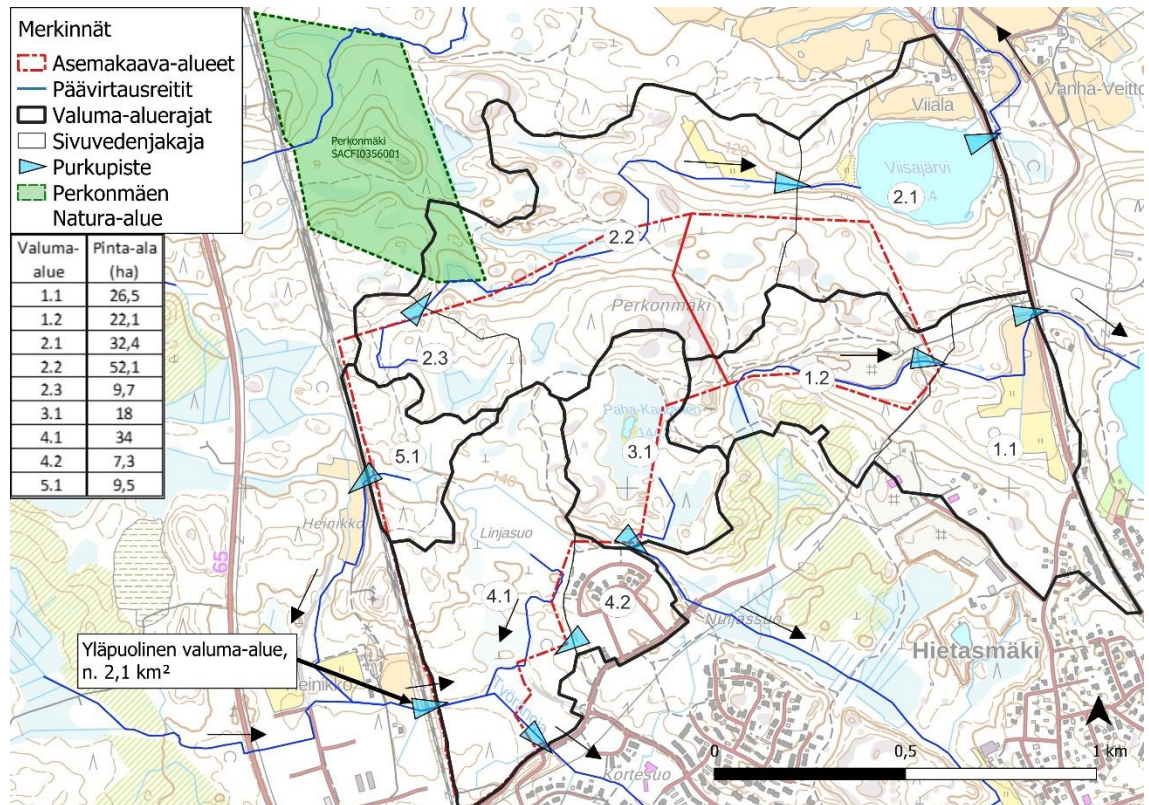 Merkinnät
Asemakaava-alueet
Päävirtausreitit
Valuma-aluerajat
Sivuvedenjakaja
Purkupiste
Perkonmäen
Natura-alue
Valuma-
alue
Pinta-ala
(ha)
1.1 26,5
1.2 22,1
2.1 32,4
2.2 52,1
2.3 9,7
3.1 18
4.1 34
4.2 7,3
5.1 9,5
Perkonmäki
SACFI0356001
Viiala
Vanha-Veitto
120
Viisajärvi
2.1
2.2
Perkonmäki
2.3
1.2
3.1
1.1
5.1
140
Heinikko
Linjasuo
65
4.1
4.2
Nuijassuo
Hietasmäki
Yläpuolinen valuma-alue,
n. 2,1 km²
einikko
Kortesuo
0 0,5 1 km